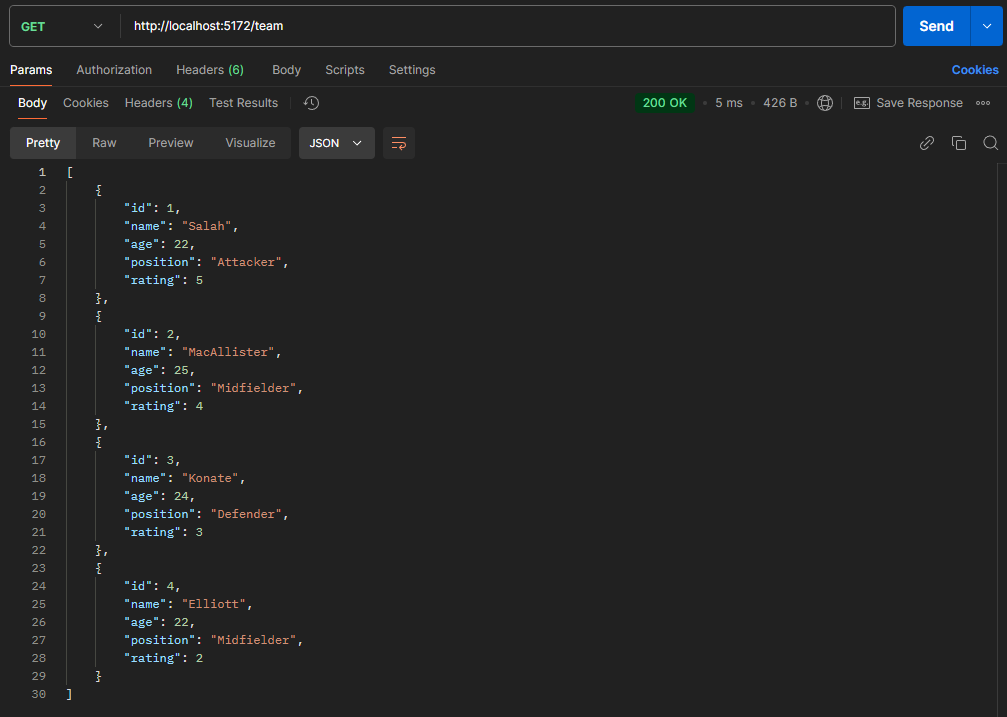 GET http://localhost:5172/team Send
Params Authorization Headers (6) Body Scripts Settings Cookies
Body Cookies Headers (4) Test Results 200 OK • 5 ms • 426 B • e.g. Save Response
Pretty Raw Preview Visualize JSON
1 [
2 {
3 "id": 1,
4 "name": "Salah",
5 "age": 22,
6 "position": "Attacker",
7 "rating": 5
8 },
9 {
10 "id": 2,
11 "name": "MacAllister",
12 "age": 25,
13 "position": "Midfielder",
14 "rating": 4
15 },
16 {
17 "id": 3,
18 "name": "Konate",
19 "age": 24,
20 "position": "Defender",
21 "rating": 3
22 },
23 {
24 "id": 4,
25 "name": "Elliott",
26 "age": 22,
27 "position": "Midfielder",
28 "rating": 2
29 }
30 ]